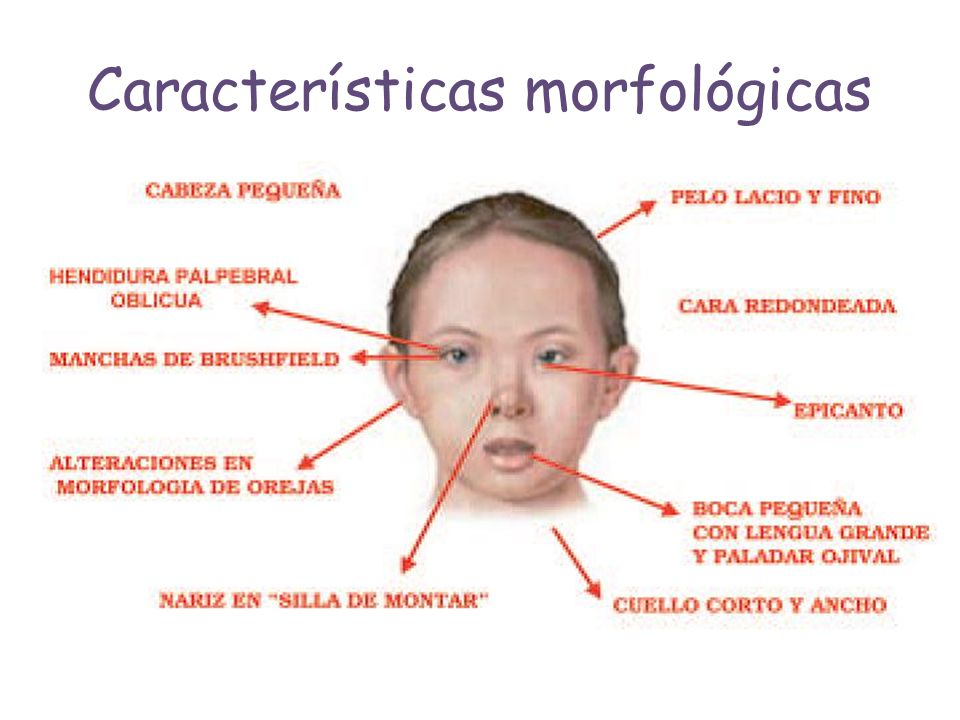 Características morfológicas
CABEZA PEQUEÑA
PELO LACIO Y FINO
HENDIDURA PALPEBRAL
OBLICUA
CARA REDONDEADA
MANCHAS DE BRUSHFIELD
EPICANTO
ALTERACIONES EN
MORFOLOGIA DE OREJAS
BOCA PEQUEÑA
CON LENGUA GRANDE
Y PALADAR OJIVAL
NARIZ EN "SILLA DE MONTAR"
CUELLO CORTO Y ANCHO